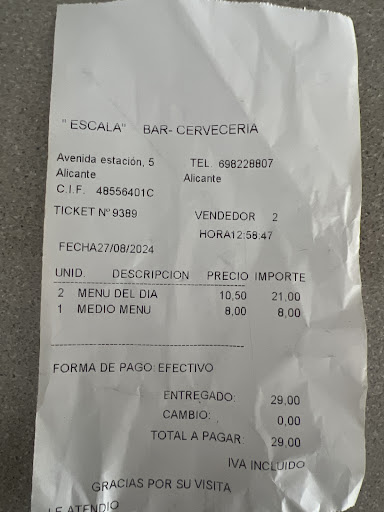 "ESCALA" BAR- CERVECERIA
Avenida estación, 5 TEL. 698228807
Alicante Alicante
C.I.F. 48556401C
TICKET Nº 9389 VENDEDOR 2
HORA12:58:47
FECHA27/08/2024
UNID. DESCRIPCION PRECIO IMPORTE
2 MENU DEL DIA 10,50 21,00
1 MEDIO MENU 8,00 8,00
FORMA DE PAGO: EFECTIVO
ENTREGADO: 29,00
CAMBIO: 0,00
TOTAL A PAGAR: 29,00
IVA INCLUIDO
GRACIAS POR SU VISITA
LE ATENDIO